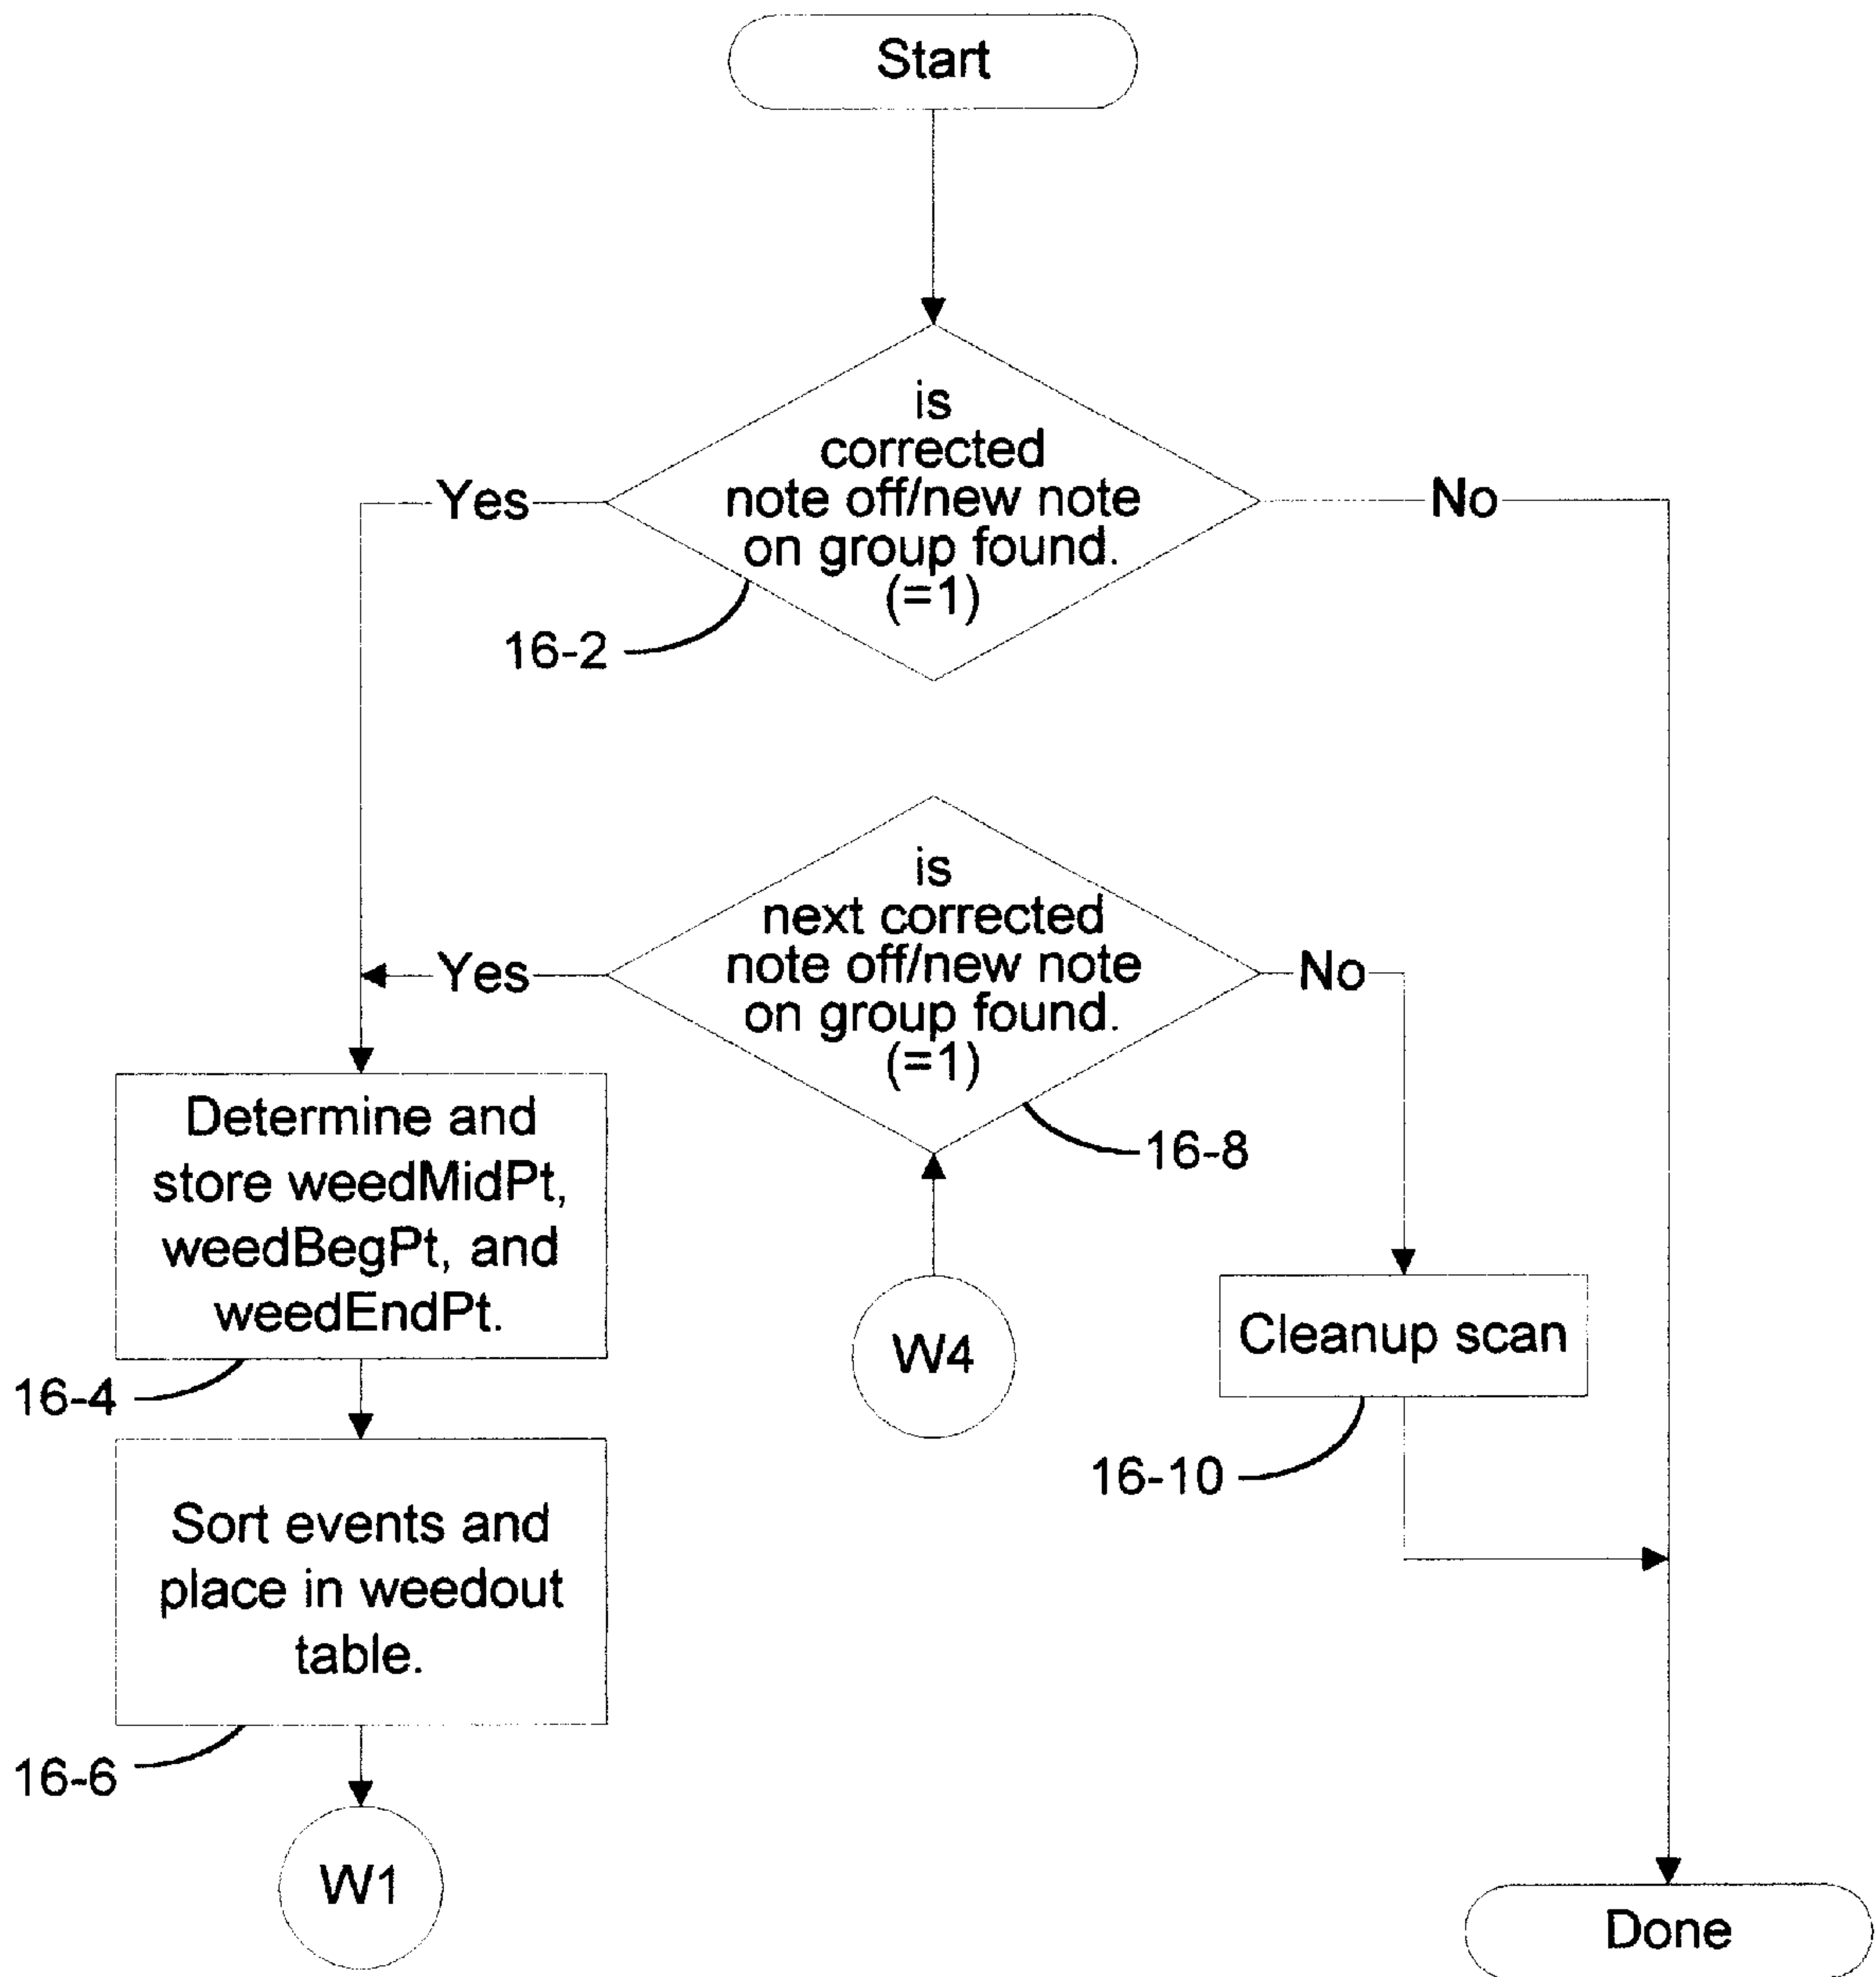 Start
is
corrected
note off/new note
on group found.
(=1)
Yes
No
16-2
is
next corrected
note off/new note
on group found.
(=1)
Yes
No
16-8
Determine and
store weedMidPt,
weedBegPt, and
weedEndPt.
16-4
W4
Cleanup scan
16-10
Sort events and
place in weedout
table.
16-6
W1
Done